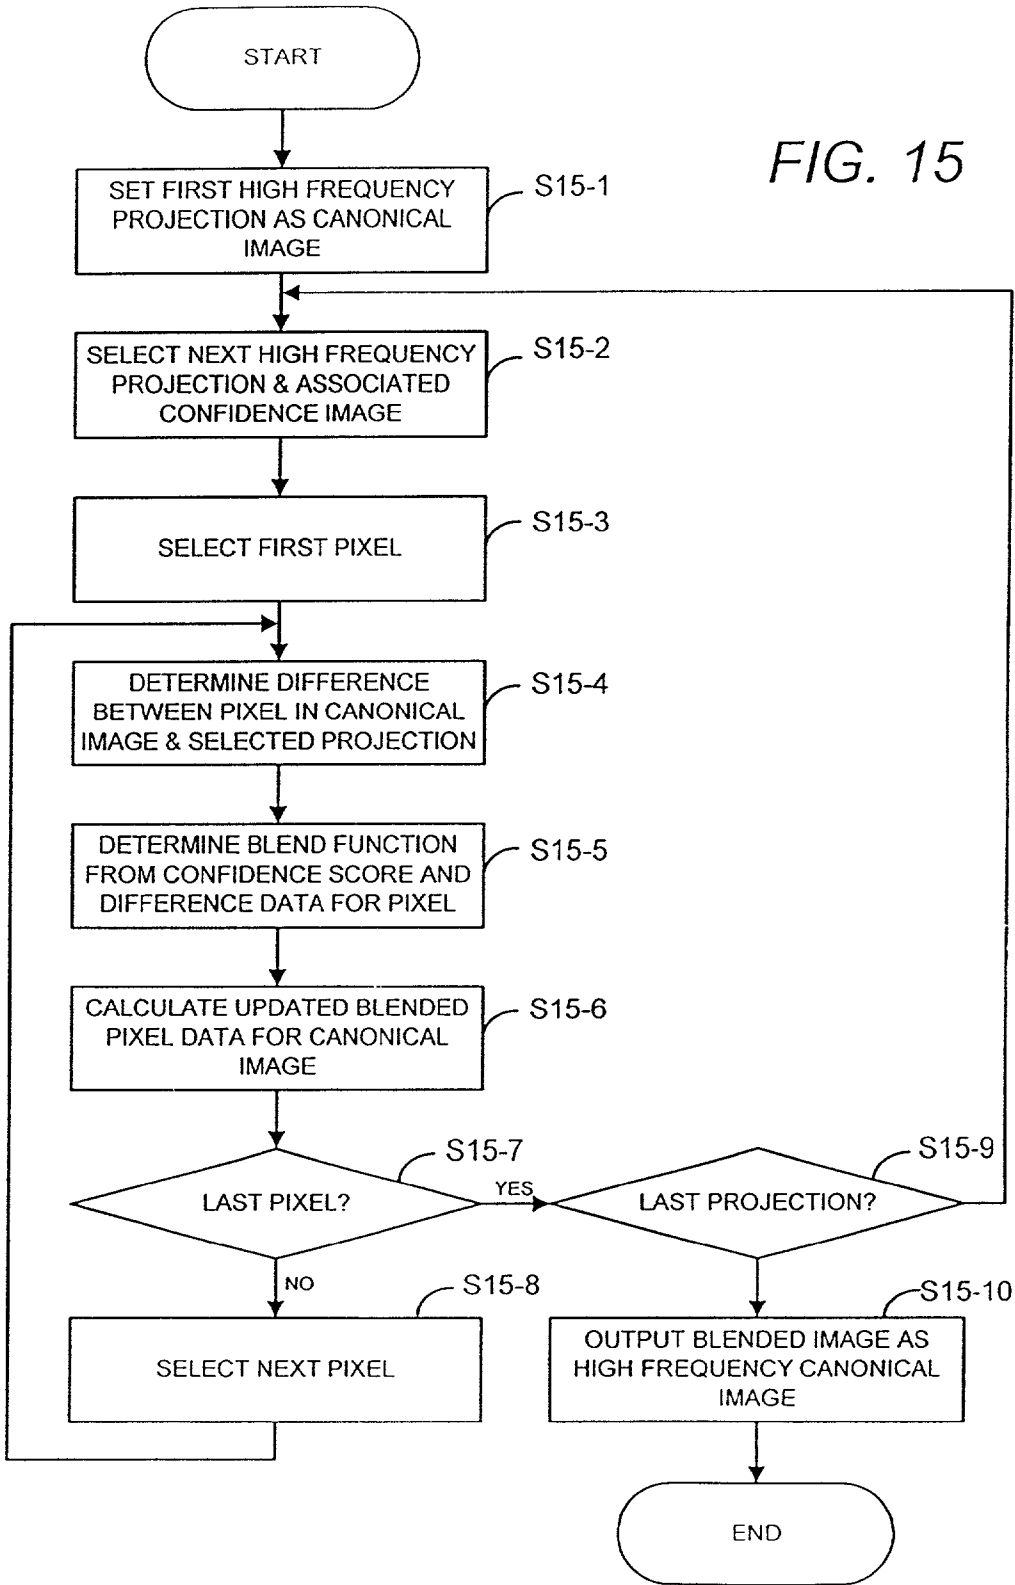 START
FIG. 15
SET FIRST HIGH FREQUENCY
PROJECTION AS CANONICAL
IMAGE
S15-1
SELECT NEXT HIGH FREQUENCY
PROJECTION & ASSOCIATED
CONFIDENCE IMAGE
S15-2
SELECT FIRST PIXEL
S15-3
DETERMINE DIFFERENCE
BETWEEN PIXEL IN CANONICAL
IMAGE & SELECTED PROJECTION
S15-4
DETERMINE BLEND FUNCTION
FROM CONFIDENCE SCORE AND
DIFFERENCE DATA FOR PIXEL
S15-5
CALCULATE UPDATED BLENDED
PIXEL DATA FOR CANONICAL
IMAGE
S15-6
LAST PIXEL?
S15-7
YES
LAST PROJECTION?
S15-9
NO
SELECT NEXT PIXEL
S15-8
OUTPUT BLENDED IMAGE AS
HIGH FREQUENCY CANONICAL
IMAGE
S15-10
END